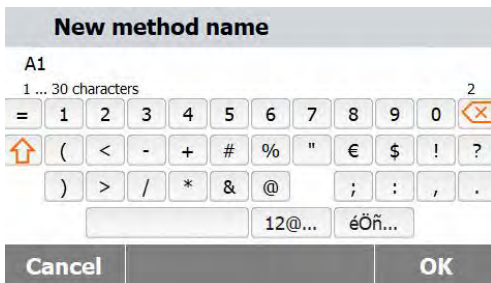 New method name
A1
1 ... 30 characters 2
= 1 2 3 4 5 6 7 8 9 0
( < - + # % " € $ ! ?
) > / * & @ ; : , .
12@... éÖñ...
Cancel OK